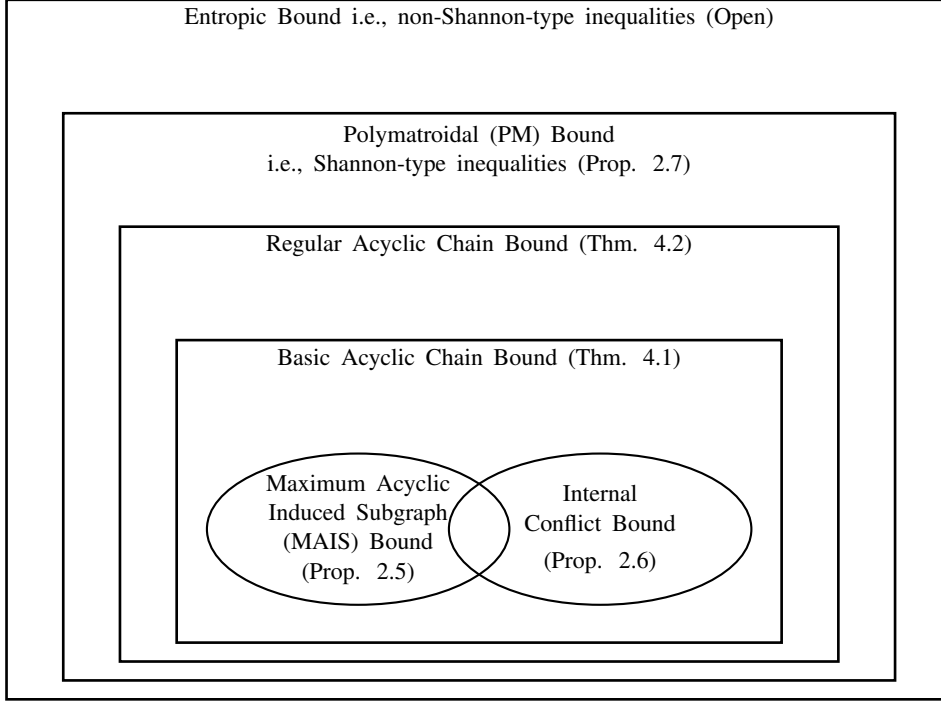 Entropic Bound i.e., non-Shannon-type inequalities (Open)
Polymatroidal (PM) Bound
i.e., Shannon-type inequalities (Prop. 2.7)
Regular Acyclic Chain Bound (Thm. 4.2)
Basic Acyclic Chain Bound (Thm. 4.1)
Maximum Acyclic
Induced Subgraph
(MAIS) Bound
(Prop. 2.5)
Internal
Conflict Bound
(Prop. 2.6)